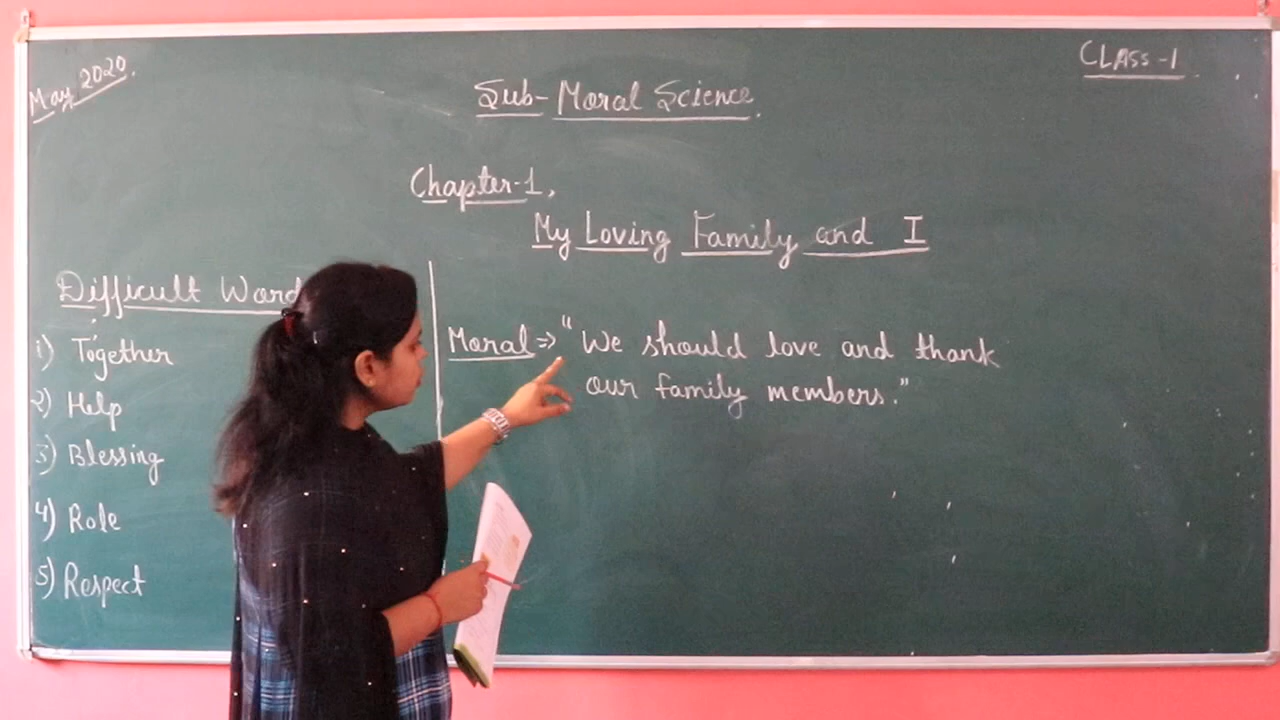 May 2020.
CLASS-1
Sub- Moral Science.
Chapter-1,
My Loving Family and I
Difficult Word
1) Together
2) Help
3) Blessing
4) Role
5) Respect
Moral => "We should love and thank
our family members."